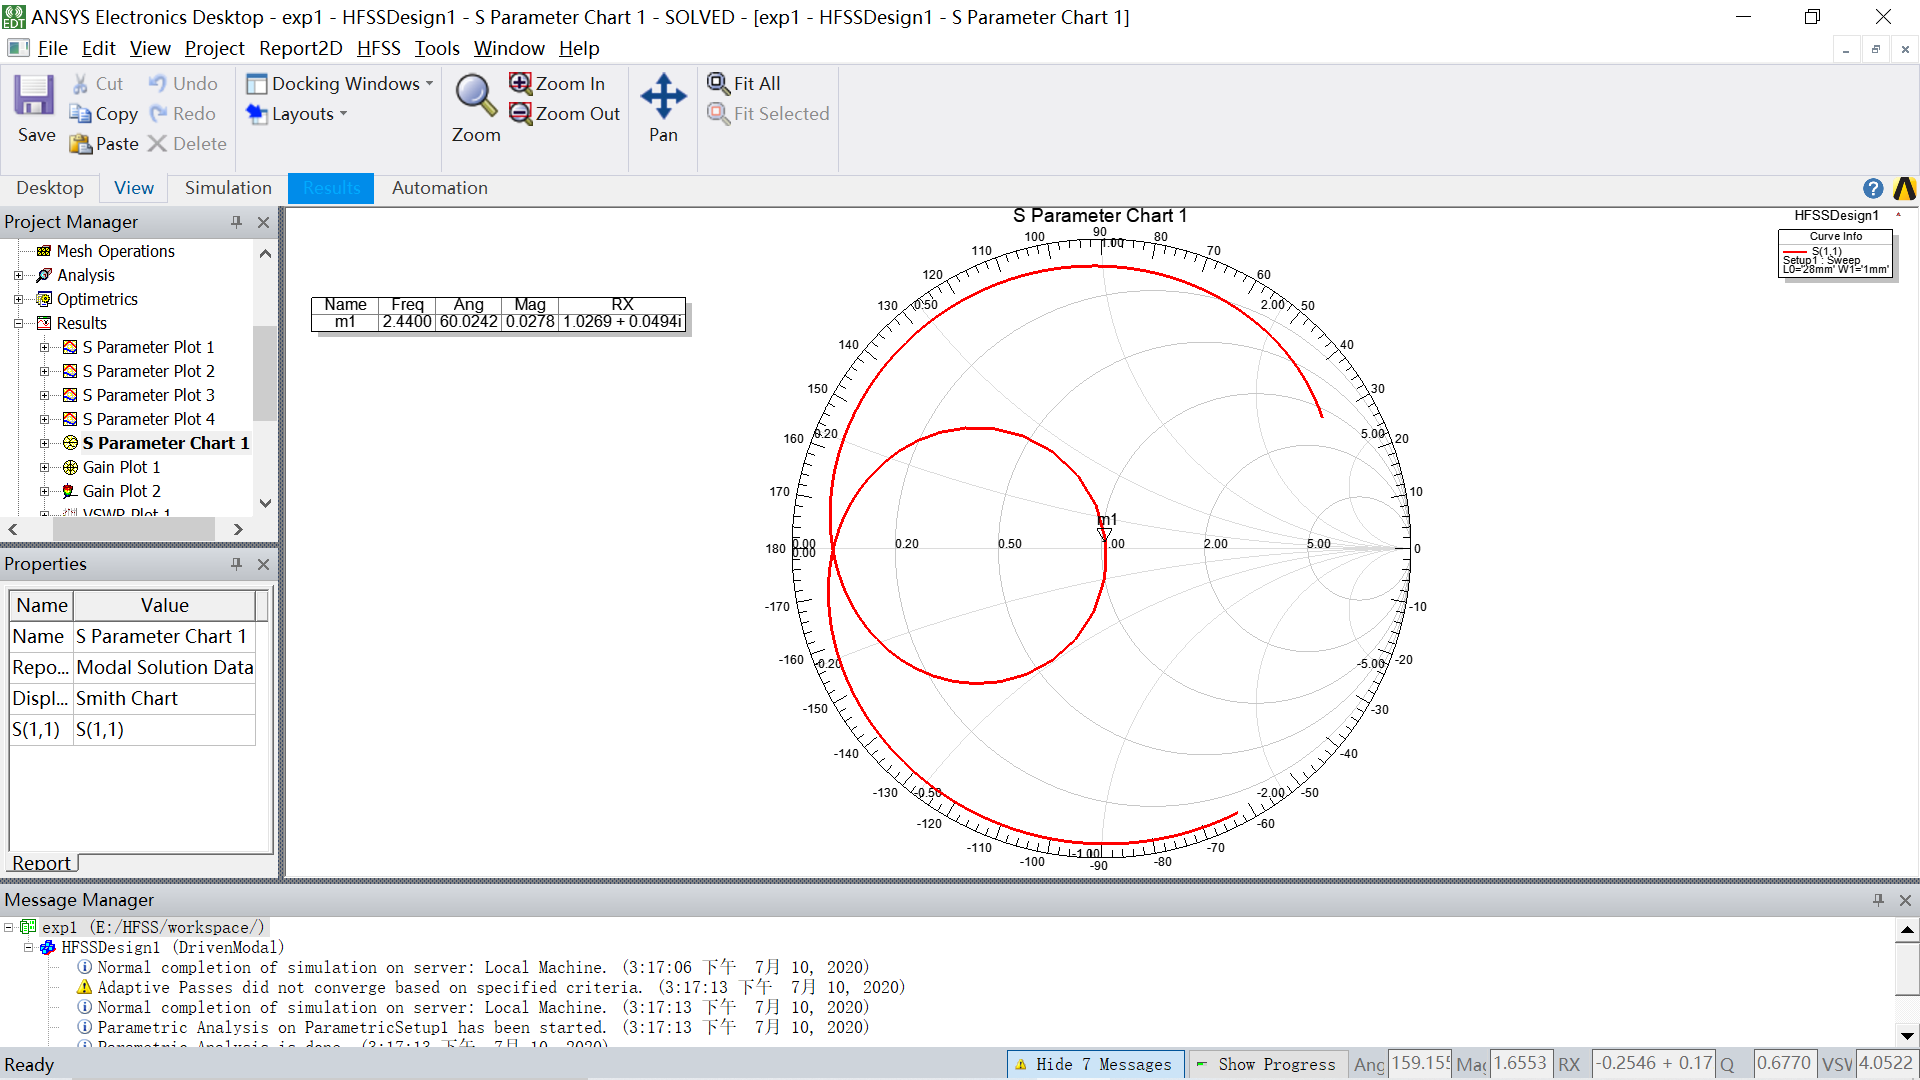 ANSYS Electronics Desktop - exp1 - HFSSDesign1 - S Parameter Chart 1 - SOLVED - [exp1 - HFSSDesign1 - S Parameter Chart 1]
File Edit View Project Report2D HFSS Tools Window Help
Save
Cut
Copy
Paste
Undo
Redo
Delete
Docking Windows
Layouts
Zoom
Zoom In
Zoom Out
Pan
Fit All
Fit Selected
Desktop View Simulation Results Automation
Project Manager
Mesh Operations
Analysis
Optimetrics
Results
S Parameter Plot 1
S Parameter Plot 2
S Parameter Plot 3
S Parameter Plot 4
S Parameter Chart 1
Gain Plot 1
Gain Plot 2
VSWR Plot 1
Properties
Name Value
Name S Parameter Chart 1
Repo... Modal Solution Data
Displ... Smith Chart
S(1,1) S(1,1)
Report
S Parameter Chart 1
HFSSDesign1
Curve Info
S(1,1)
Setup1 : Sweep
L0='28mm' W1='1mm'
Name Freq Ang Mag RX
m1 2.4400 60.0242 0.0278 1.0269 + 0.0494i
90
100 1.00 80
110 70
120 60
130 0.50 2.00 50
140 40
150 30
160 0.20 5.00 20
170 10
m1
180 0.00 0.20 0.50 1.00 2.00 5.00 0
0.00
-170 -10
-160 -0.20 -5.00 -20
-150 -30
-140 -40
-130 -0.50 -2.00 -50
-120 -60
-110 -70
-100 -1.00 -80
-90
Message Manager
exp1 (E:/HFSS/workspace/)
HFSSDesign1 (DrivenModal)
Normal completion of simulation on server: Local Machine. (3:17:06 下午 7月 10, 2020)
Adaptive Passes did not converge based on specified criteria. (3:17:13 下午 7月 10, 2020)
Normal completion of simulation on server: Local Machine. (3:17:13 下午 7月 10, 2020)
Parametric Analysis on ParametricSetup1 has been started. (3:17:13 下午 7月 10, 2020)
Parametric Analysis is done. (3:17:13 下午 7月 10, 2020)
Ready Hide 7 Messages Show Progress Ang 159.155 Mag 1.6553 RX -0.2546 + 0.17 Q 0.6770 VSW 4.0522